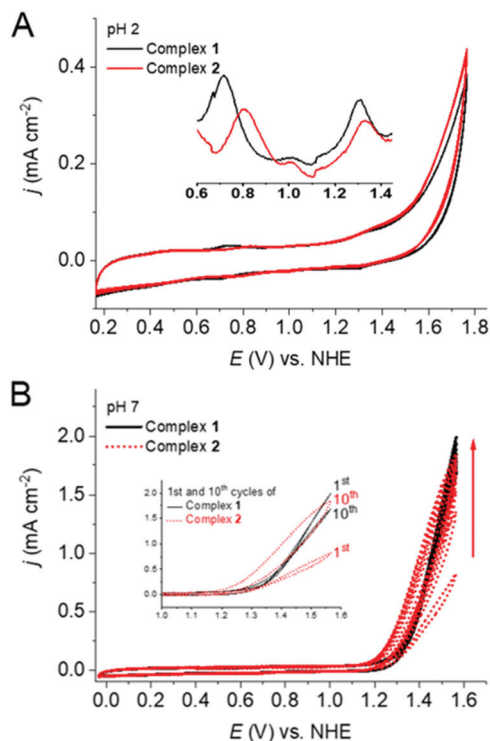 A
pH 2
Complex 1
Complex 2
0.4
0.2
0.0
j (mA cm⁻²)
0.6 0.8 1.0 1.2 1.4
0.2 0.4 0.6 0.8 1.0 1.2 1.4 1.6 1.8
E (V) vs. NHE
B
pH 7
Complex 1
Complex 2
2.0
1.5
1.0
0.5
0.0
j (mA cm⁻²)
1st and 10th cycles of
Complex 1
Complex 2
1st
10th
10th
1st
2.0
1.5
1.0
0.5
0.0
1.0 1.1 1.2 1.3 1.4 1.5 1.6
0.0 0.2 0.4 0.6 0.8 1.0 1.2 1.4 1.6
E (V) vs. NHE